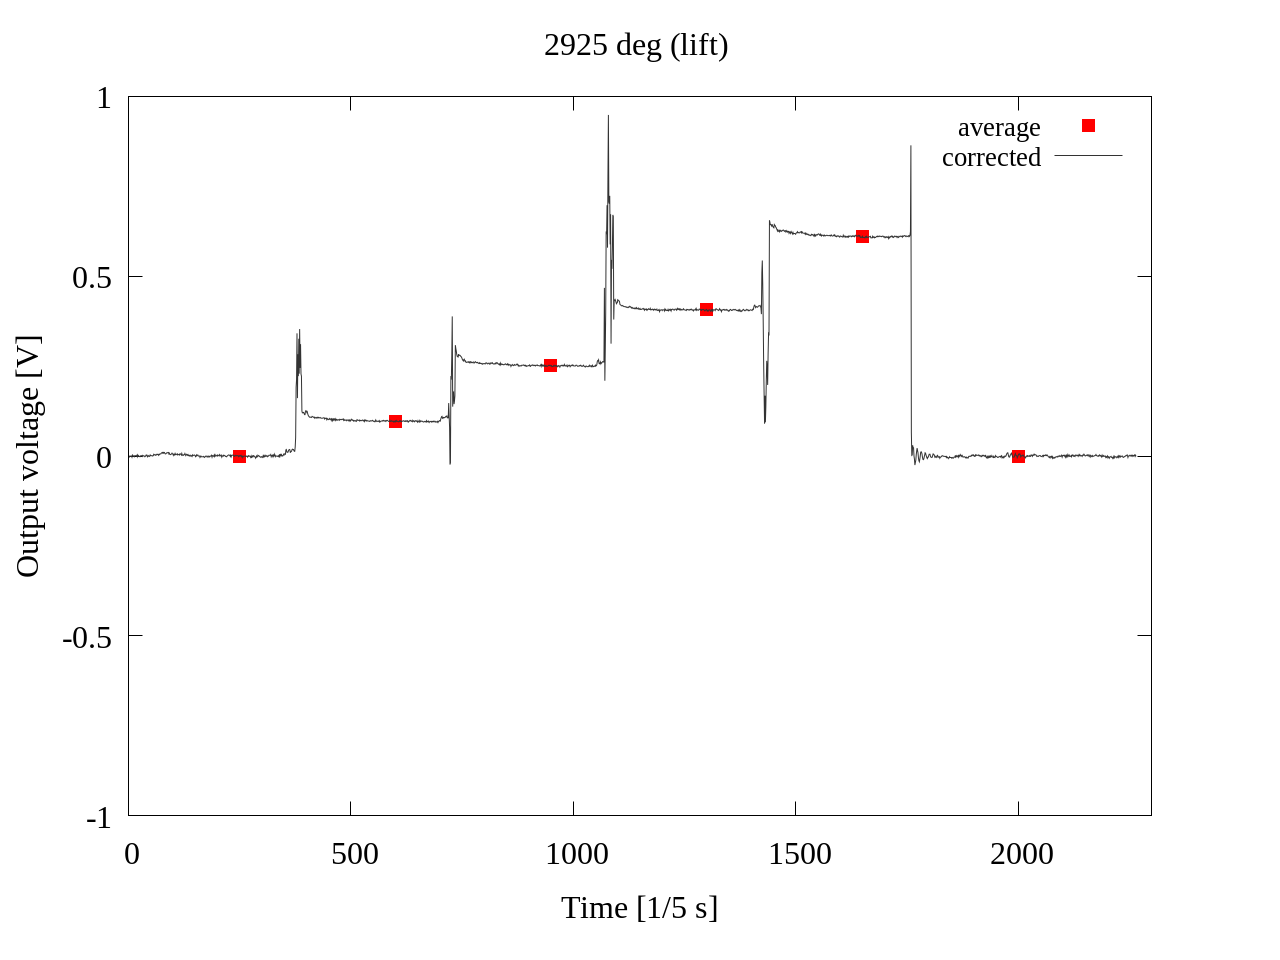 2925 deg (lift)
1
average
corrected
0.5
0
-0.5
-1
Output voltage [V]
0 500 1000 1500 2000
Time [1/5 s]